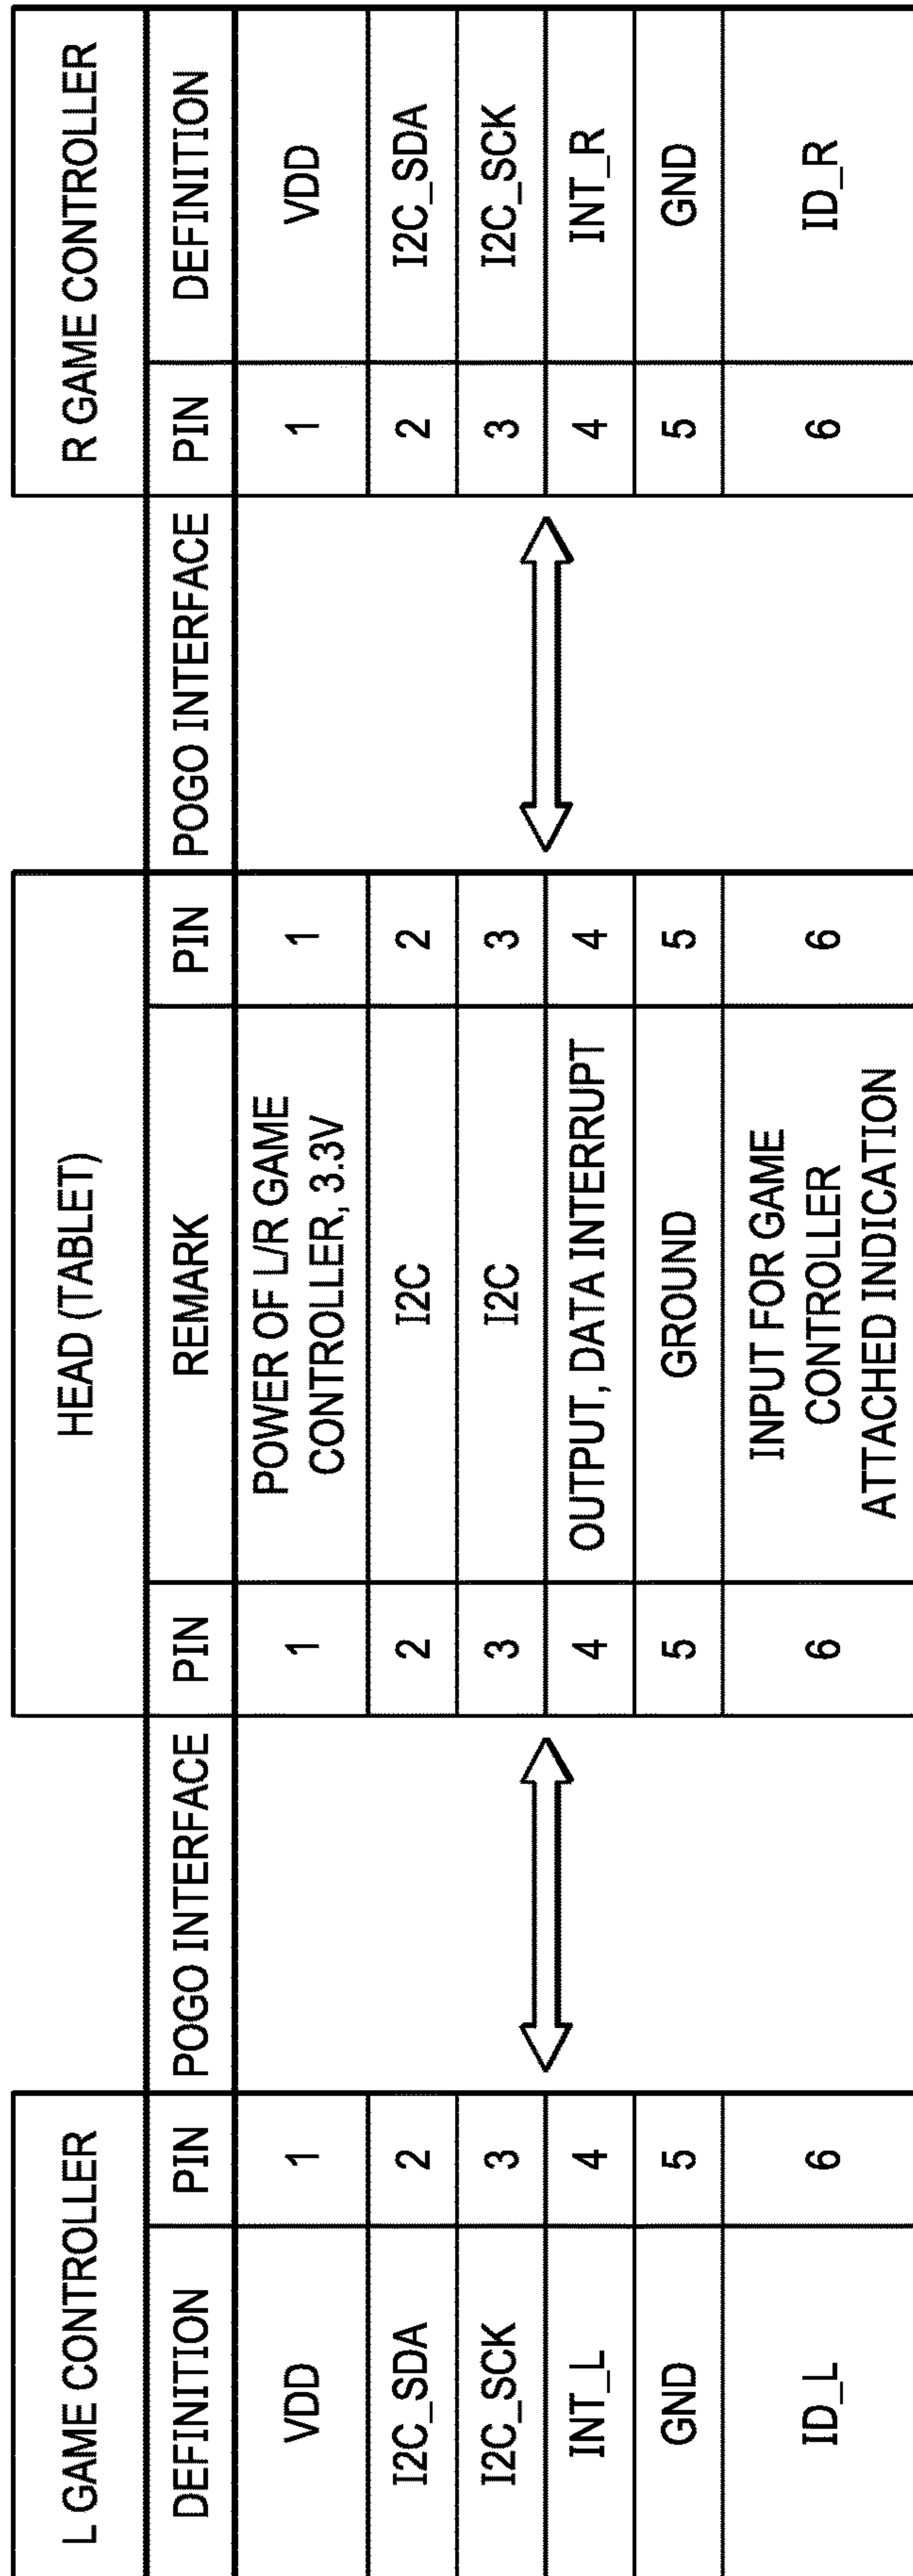 L GAME CONTROLLER HEAD (TABLET) R GAME CONTROLLER
DEFINITION PIN POGO INTERFACE PIN REMARK PIN POGO INTERFACE PIN DEFINITION
VDD 1 1 POWER OF L/R GAME 1 1 VDD
CONTROLLER, 3.3V
I2C_SDA 2 2 I2C 2 2 I2C_SDA
I2C_SCK 3 3 I2C 3 3 I2C_SCK
INT_L 4 4 OUTPUT, DATA INTERRUPT 4 4 INT_R
GND 5 5 GROUND 5 5 GND
ID_L 6 6 INPUT FOR GAME 6 6 ID_R
CONTROLLER
ATTACHED INDICATION